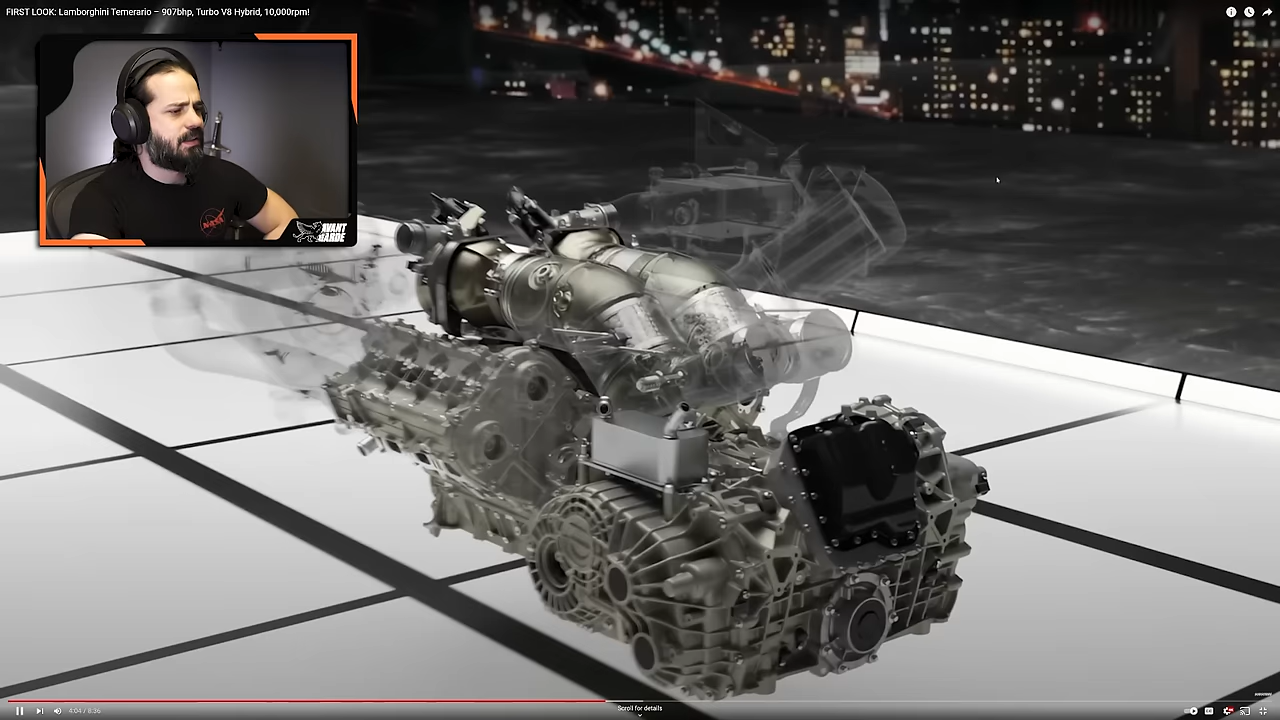 FIRST LOOK: Lamborghini Temerario – 907bhp, Turbo V8 Hybrid, 10,000rpm!
NASA
AVANT
GARDE
4:04 / 8:36
Scroll for details